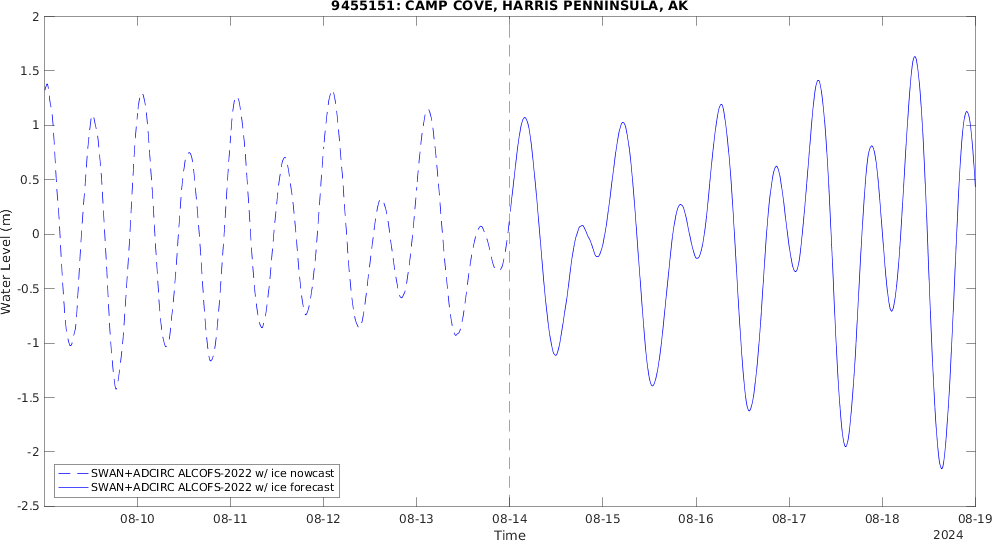 9455151: CAMP COVE, HARRIS PENNINSULA, AK
2
1.5
1
0.5
0
-0.5
-1
-1.5
-2
-2.5
Water Level (m)
SWAN+ADCIRC ALCOFS-2022 w/ ice nowcast
SWAN+ADCIRC ALCOFS-2022 w/ ice forecast
08-10 08-11 08-12 08-13 08-14 08-15 08-16 08-17 08-18 08-19
Time
2024